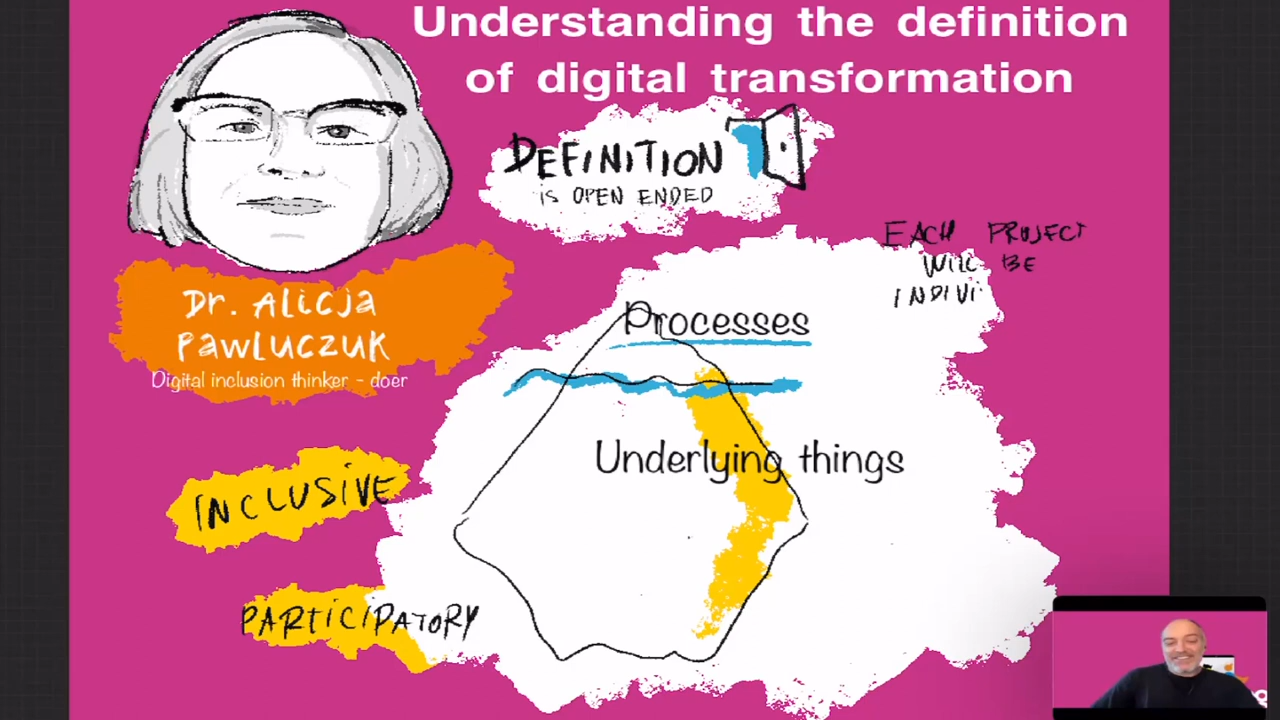 Understanding the definition
of digital transformation
DEFINITION
IS OPEN ENDED
EACH PROJECT
WILL BE
INDIVI
Dr. Alicja
Pawluczuk
Digital inclusion thinker - doer
Processes
Underlying things
INCLUSIVE
PARTICIPATORY